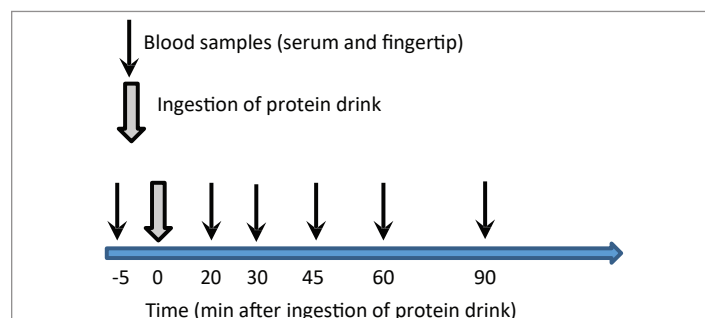 Blood samples (serum and fingertip)
Ingestion of protein drink
-5 0 20 30 45 60 90
Time (min after ingestion of protein drink)